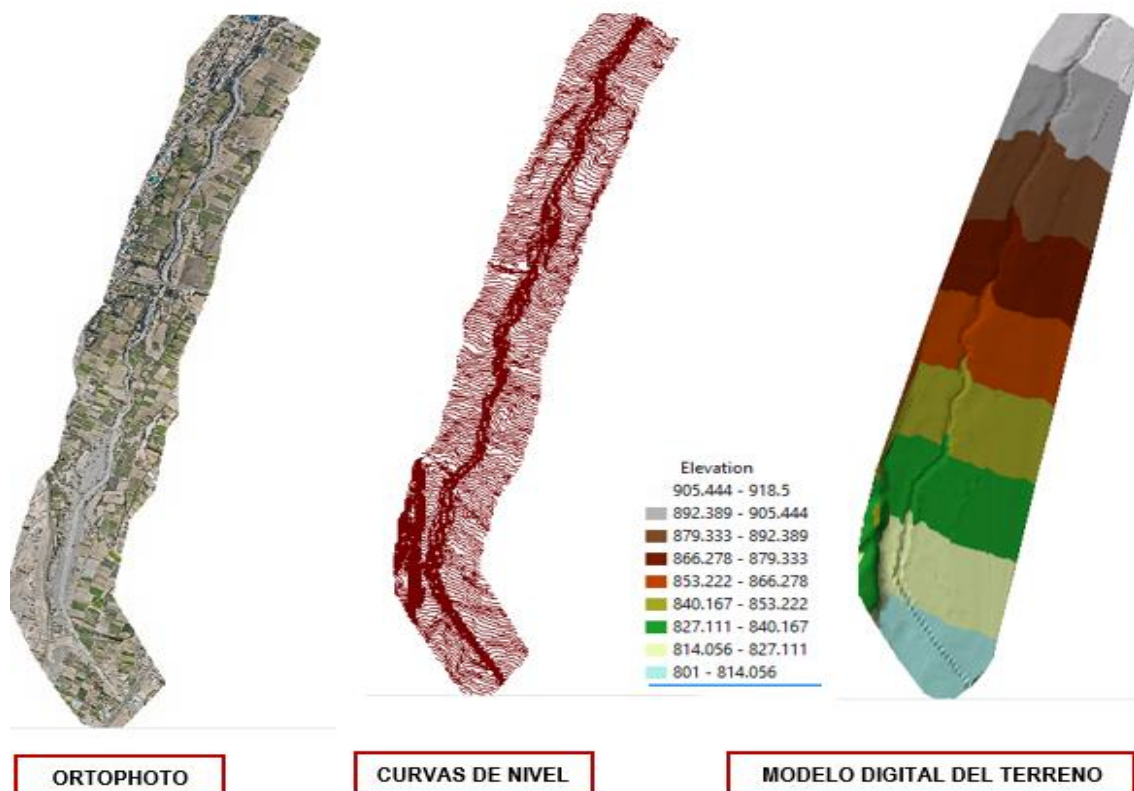 Elevation
905.444 - 918.5
892.389 - 905.444
879.333 - 892.389
866.278 - 879.333
853.222 - 866.278
840.167 - 853.222
827.111 - 840.167
814.056 - 827.111
801 - 814.056
ORTOPHOTO
CURVAS DE NIVEL
MODELO DIGITAL DEL TERRENO